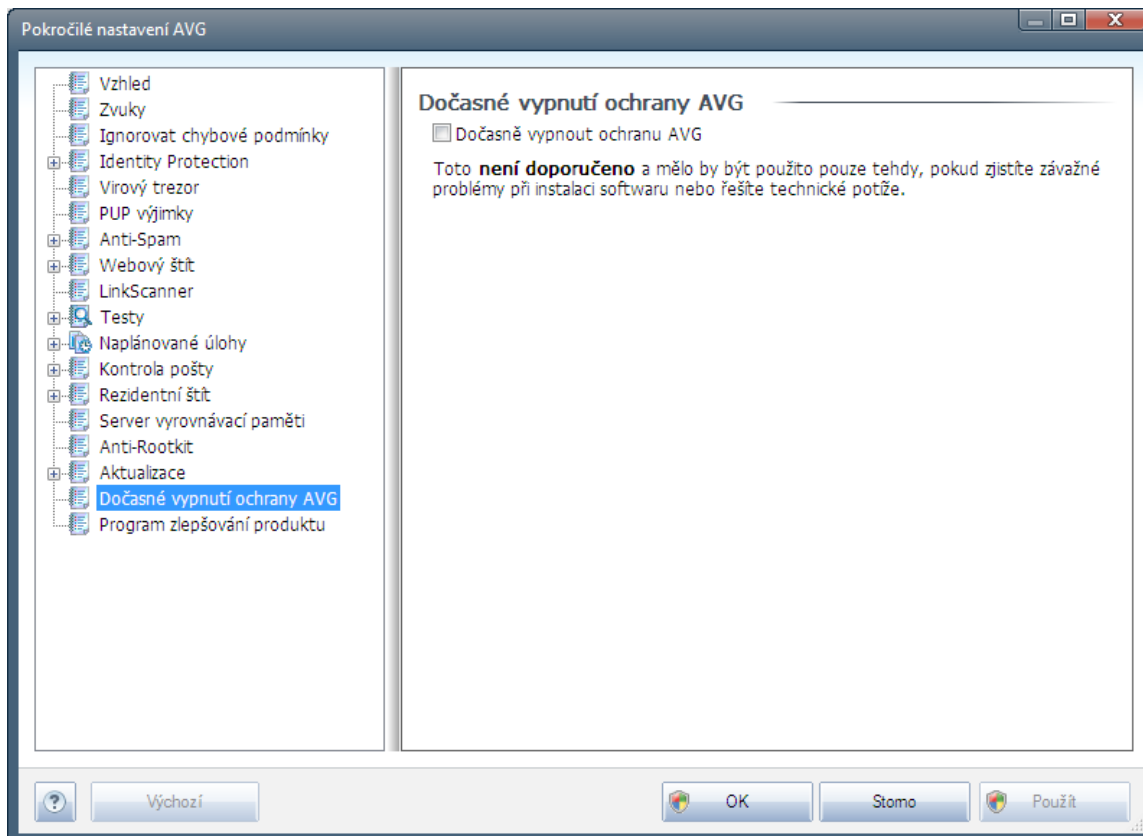 Pokročilé nastavení AVG
Vzhled
Zvuky
Ignorovat chybové podmínky
Identity Protection
Virový trezor
PUP výjimky
Anti-Spam
Webový štít
LinkScanner
Testy
Naplánované úlohy
Kontrola pošty
Rezidentní štít
Server vyrovnávací paměti
Anti-Rootkit
Aktualizace
Dočasné vypnutí ochrany AVG
Program zlepšování produktu
Dočasné vypnutí ochrany AVG
Dočasně vypnout ochranu AVG
Toto není doporučeno a mělo by být použito pouze tehdy, pokud zjistíte závažné
problémy při instalaci softwaru nebo řešíte technické potíže.
Výchozí
OK
Stomo
Použít